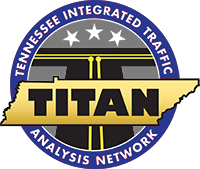 TENNESSEE INTEGRATED TRAFFIC
TITAN
ANALYSIS NETWORK